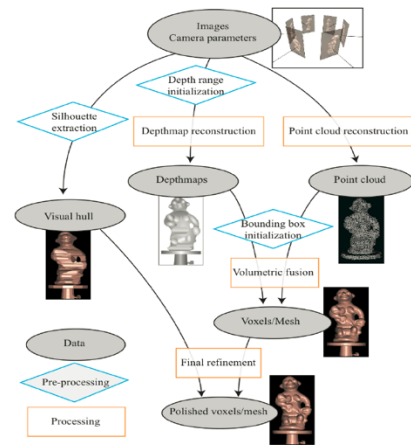 Images
Camera parameters
Depth range
initialization
Silhouette
extraction
Depthmap reconstruction
Point cloud reconstruction
Depthmaps
Point cloud
Visual hull
Bounding box
initialization
Volumetric fusion
Voxels/Mesh
Data
Final refinement
Pre-processing
Processing
Polished voxels/mesh